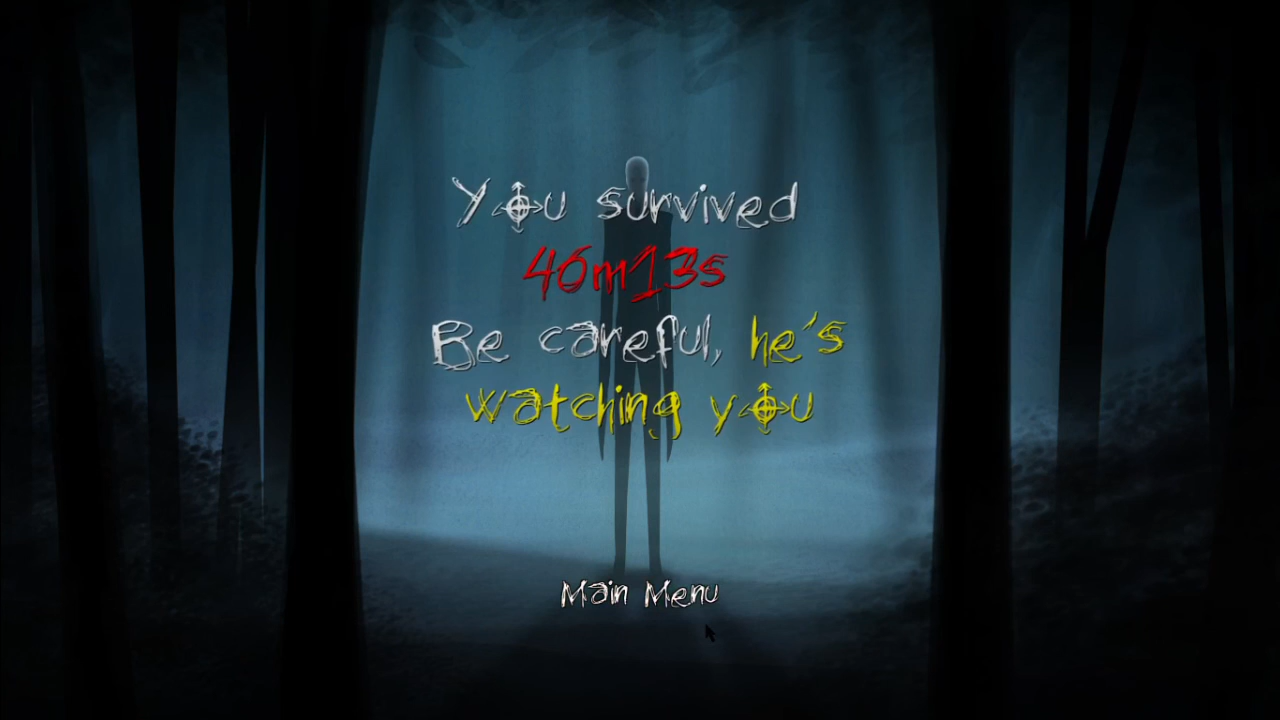 You survived
46m13s
Be careful, he's
watching you
Main Menu